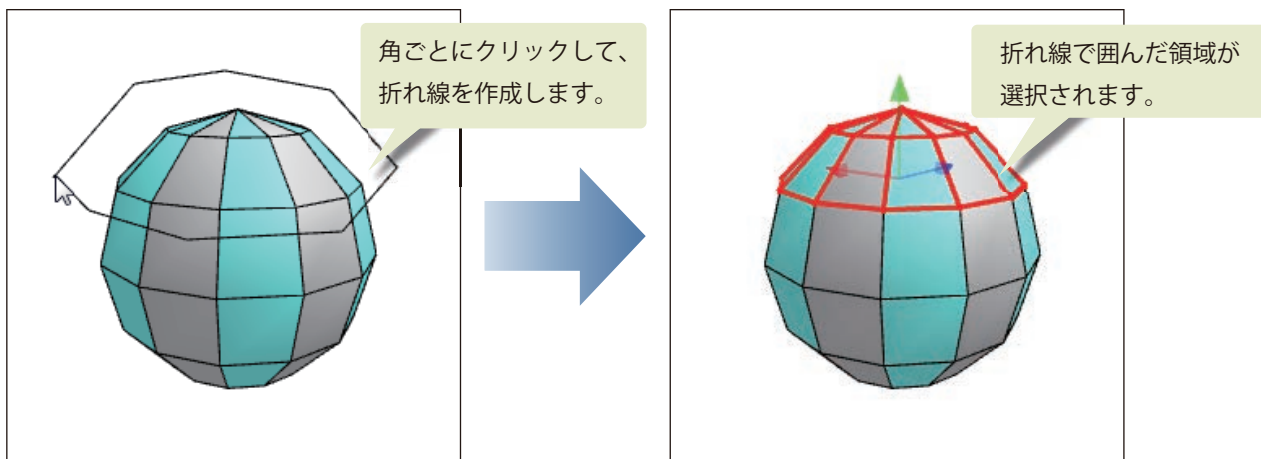 角ごとにクリックして、
折れ線を作成します。
折れ線で囲んだ領域が
選択されます。